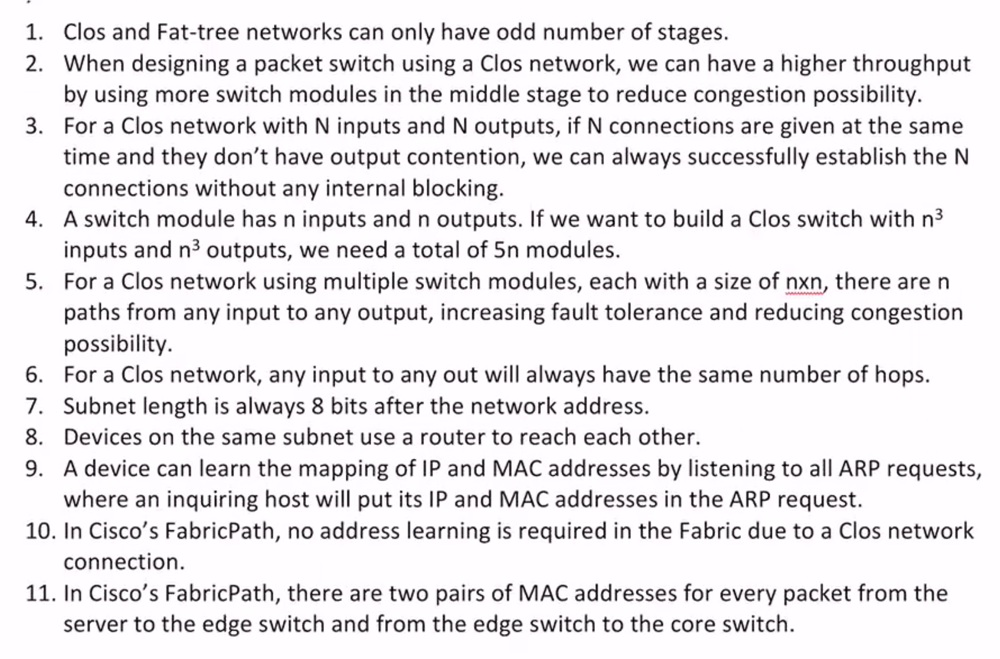 1. Clos and Fat-tree networks can only have odd number of stages.
2. When designing a packet switch using a Clos network, we can have a higher throughput
by using more switch modules in the middle stage to reduce congestion possibility.
3. For a Clos network with N inputs and N outputs, if N connections are given at the same
time and they don’t have output contention, we can always successfully establish the N
connections without any internal blocking.
4. A switch module has n inputs and n outputs. If we want to build a Clos switch with n³
inputs and n³ outputs, we need a total of 5n modules.
5. For a Clos network using multiple switch modules, each with a size of nxn, there are n
paths from any input to any output, increasing fault tolerance and reducing congestion
possibility.
6. For a Clos network, any input to any out will always have the same number of hops.
7. Subnet length is always 8 bits after the network address.
8. Devices on the same subnet use a router to reach each other.
9. A device can learn the mapping of IP and MAC addresses by listening to all ARP requests,
where an inquiring host will put its IP and MAC addresses in the ARP request.
10. In Cisco’s FabricPath, no address learning is required in the Fabric due to a Clos network
connection.
11. In Cisco’s FabricPath, there are two pairs of MAC addresses for every packet from the
server to the edge switch and from the edge switch to the core switch.